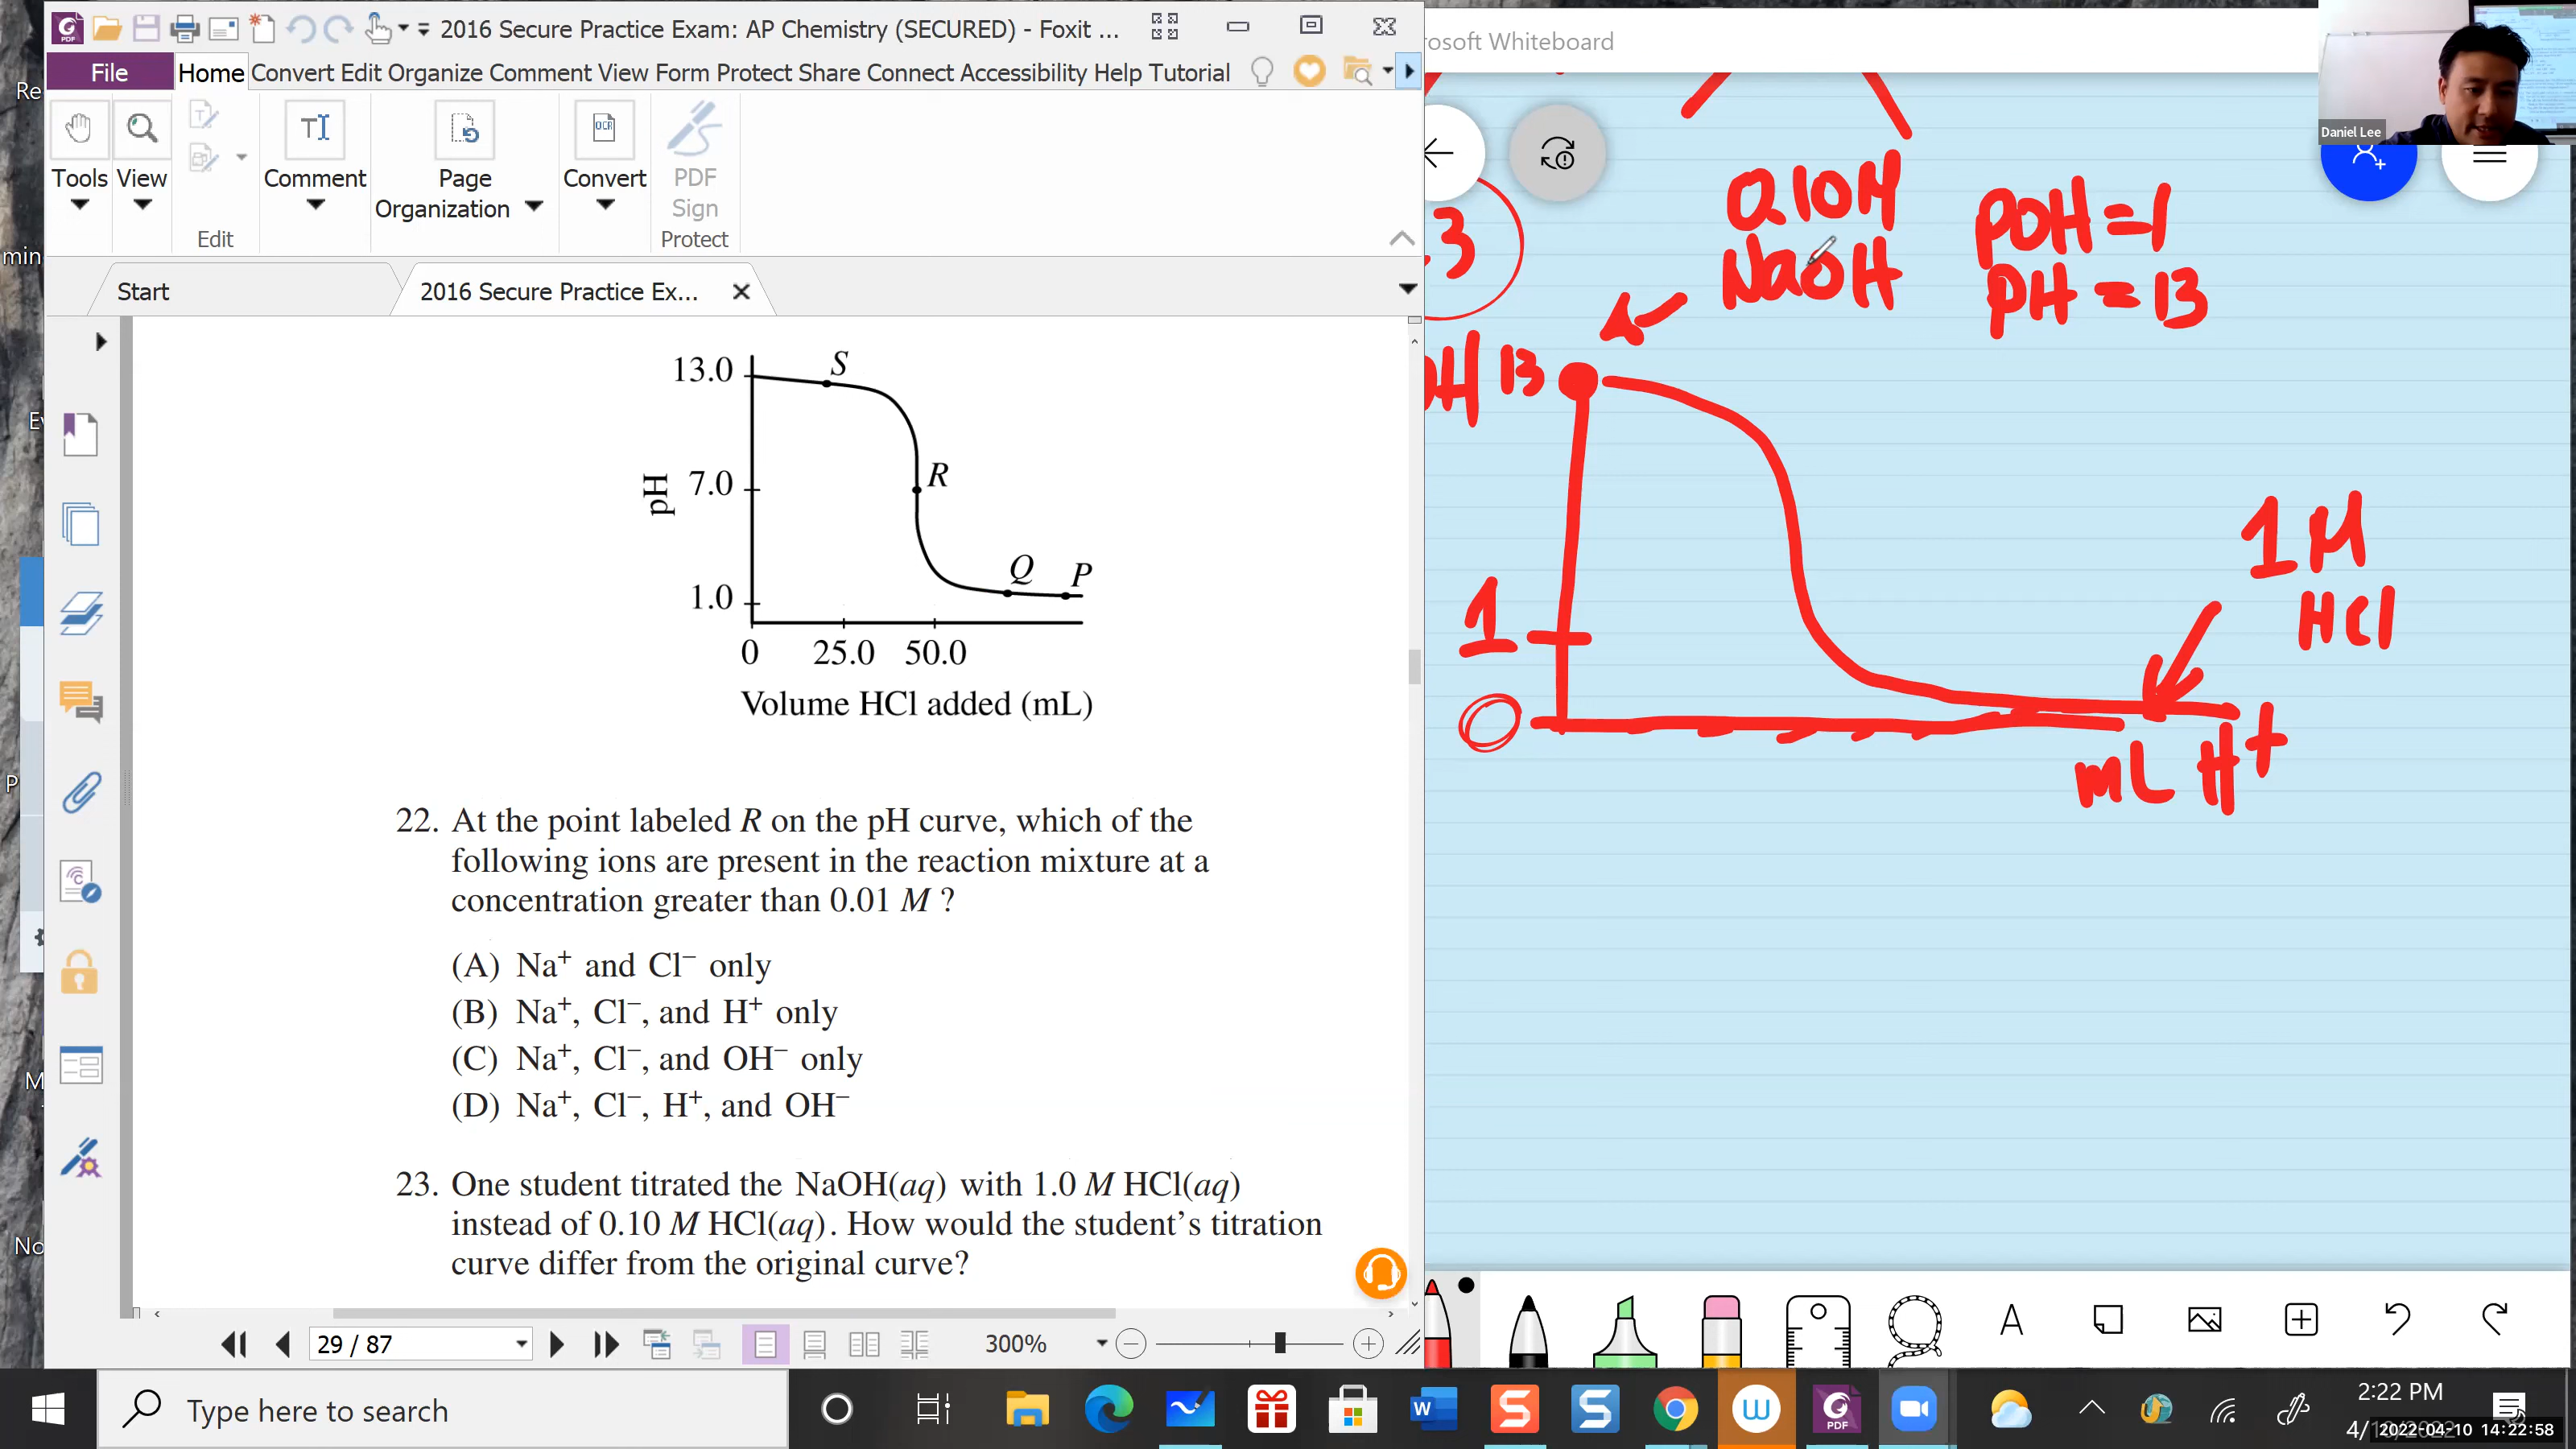 2016 Secure Practice Exam: AP Chemistry (SECURED) - Foxit ...
File Home Convert Edit Organize Comment View Form Protect Share Connect Accessibility Help Tutorial
Tools View Edit Comment Page Organization Convert PDF Sign Protect
Start
2016 Secure Practice Ex...
pH
13.0
7.0
1.0
S
R
Q
P
0 25.0 50.0
Volume HCl added (mL)
22. At the point labeled R on the pH curve, which of the
following ions are present in the reaction mixture at a
concentration greater than 0.01 M ?
(A) Na⁺ and Cl⁻ only
(B) Na⁺, Cl⁻, and H⁺ only
(C) Na⁺, Cl⁻, and OH⁻ only
(D) Na⁺, Cl⁻, H⁺, and OH⁻
23. One student titrated the NaOH(aq) with 1.0 M HCl(aq)
instead of 0.10 M HCl(aq). How would the student's titration
curve differ from the original curve?
29 / 87
300%
osoft Whiteboard
Daniel Lee
0.10M
NaOH
pOH = 1
pH = 13
13
1
0
1M
HCl
mL H+
Type here to search
2:22 PM
2022-04-10 14:22:58